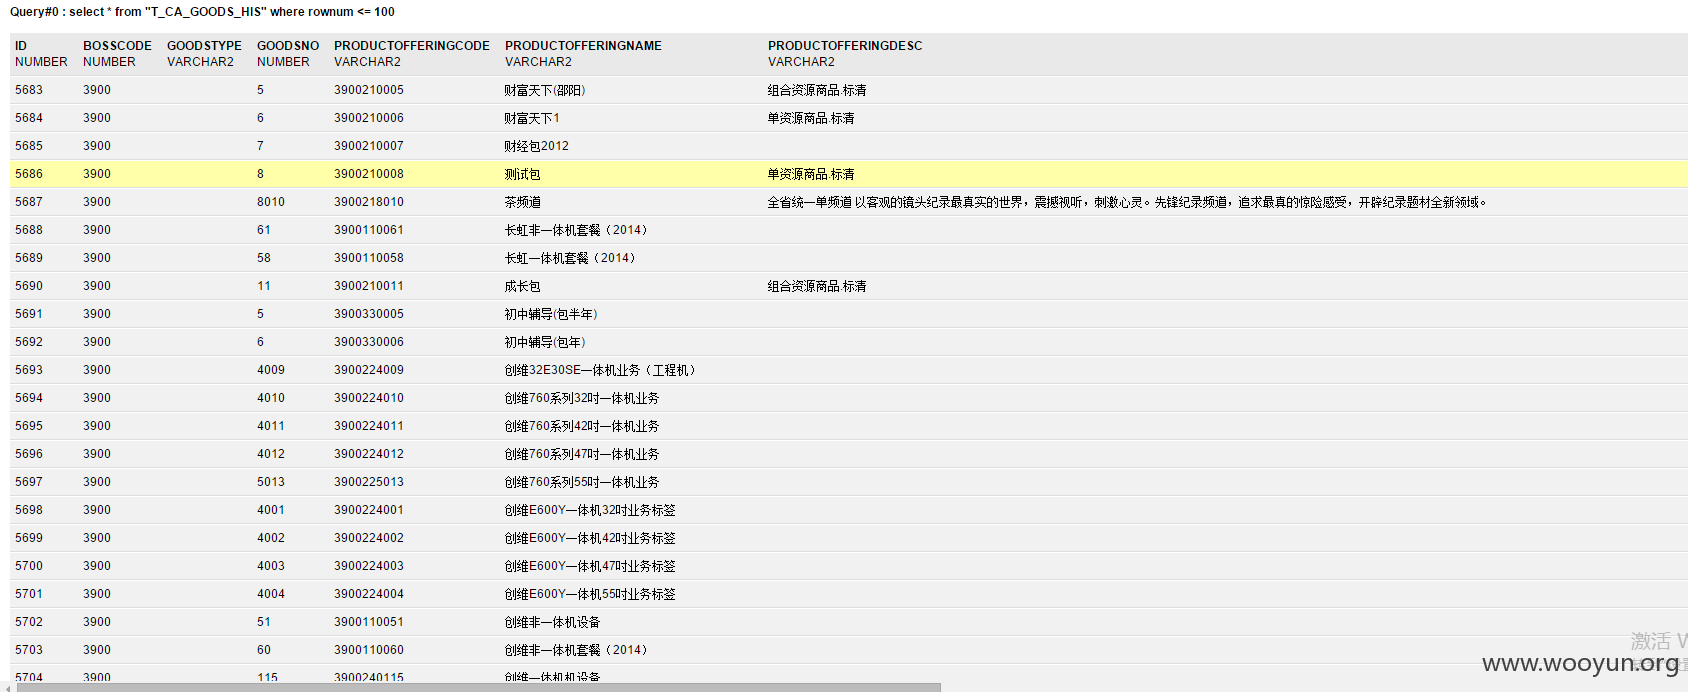 Query#0 : select * from "T_CA_GOODS_HIS" where rownum <= 100
ID BOSSCODE GOODSTYPE GOODSNO PRODUCTOFFERINGCODE PRODUCTOFFERINGNAME PRODUCTOFFERINGDESC
NUMBER NUMBER VARCHAR2 NUMBER VARCHAR2 VARCHAR2 VARCHAR2
5683 3900 5 3900210005 财富天下(邵阳) 组合资源商品.标清
5684 3900 6 3900210006 财富天下1 单资源商品.标清
5685 3900 7 3900210007 财经包2012
5686 3900 8 3900210008 测试包 单资源商品.标清
5687 3900 8010 3900218010 茶频道 全省统一单频道 以客观的镜头纪录最真实的世界，震撼视听，刺激心灵。先锋纪录频道，追求最真的惊险感受，开辟纪录题材全新领域。
5688 3900 61 3900110061 长虹非一体机套餐（2014）
5689 3900 58 3900110058 长虹一体机套餐（2014）
5690 3900 11 3900210011 成长包 组合资源商品.标清
5691 3900 5 3900330005 初中辅导(包半年)
5692 3900 6 3900330006 初中辅导(包年)
5693 3900 4009 3900224009 创维32E30SE一体机业务（工程机）
5694 3900 4010 3900224010 创维760系列32吋一体机业务
5695 3900 4011 3900224011 创维760系列42吋一体机业务
5696 3900 4012 3900224012 创维760系列47吋一体机业务
5697 3900 5013 3900225013 创维760系列55吋一体机业务
5698 3900 4001 3900224001 创维E600Y一体机32吋业务标签
5699 3900 4002 3900224002 创维E600Y一体机42吋业务标签
5700 3900 4003 3900224003 创维E600Y一体机47吋业务标签
5701 3900 4004 3900224004 创维E600Y一体机55吋业务标签
5702 3900 51 3900110051 创维非一体机设备
5703 3900 60 3900110060 创维非一体机套餐（2014）
5704 3900 115 3900240115 创维一体机机设备
激活 W
www.wooyun.org